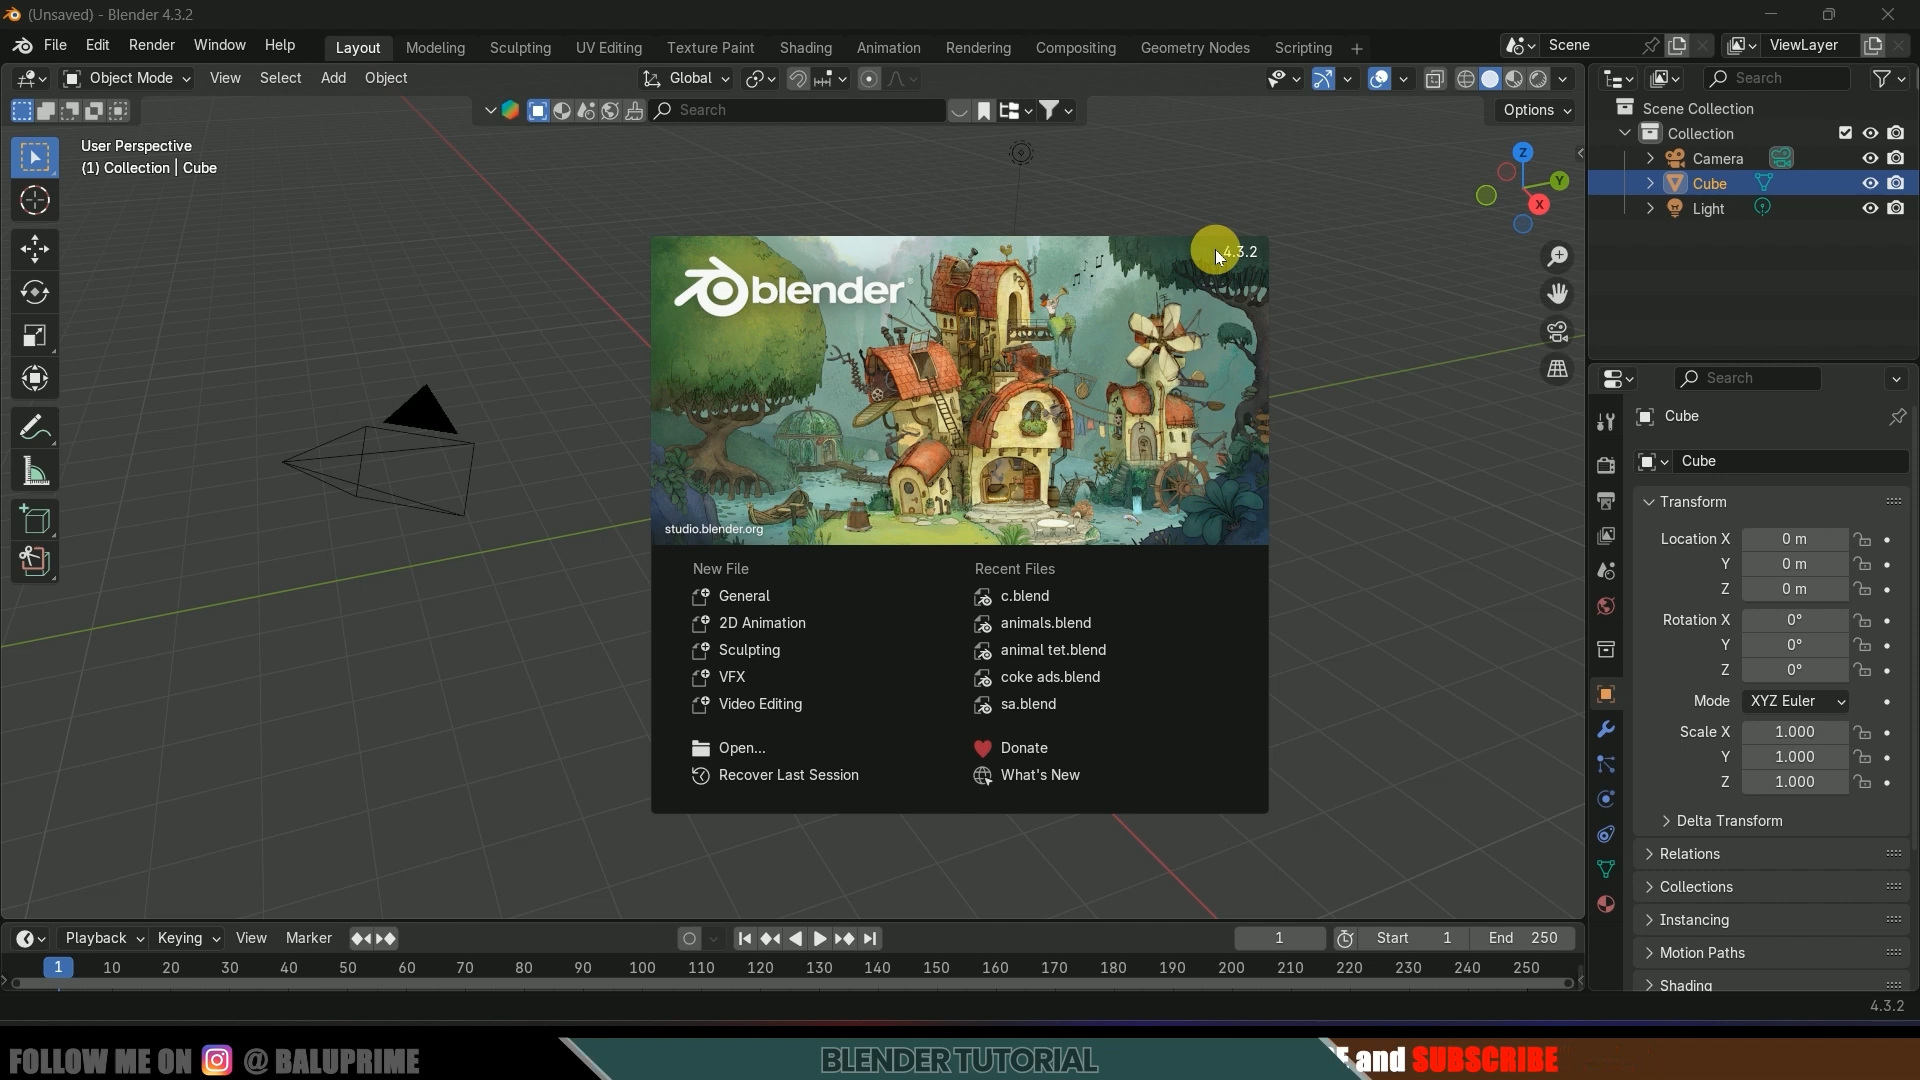 (Unsaved) - Blender 4.3.2
File Edit Render Window Help Layout Modeling Sculpting UV Editing Texture Paint Shading Animation Rendering Compositing Geometry Nodes Scripting + Scene ViewLayer
Object Mode View Select Add Object Global Search
Search Options
User Perspective
(1) Collection | Cube
Scene Collection
Collection
Camera
Cube
Light
Z
Y
X
4.3.2
blender
studio.blender.org
New File
General
2D Animation
Sculpting
VFX
Video Editing
Open...
Recover Last Session
Recent Files
c.blend
animals.blend
animal tet.blend
coke ads.blend
sa.blend
Donate
What's New
Search
Cube
Cube
Transform
Location X 0 m
Y 0 m
Z 0 m
Rotation X 0°
Y 0°
Z 0°
Mode XYZ Euler
Scale X 1.000
Y 1.000
Z 1.000
Delta Transform
Relations
Collections
Instancing
Motion Paths
Shading
Playback Keying View Marker 1 Start 1 End 250
1 10 20 30 40 50 60 70 80 90 100 110 120 130 140 150 160 170 180 190 200 210 220 230 240 250
4.3.2
FOLLOW ME ON @ BALUPRIME BLENDER TUTORIAL E and SUBSCRIBE